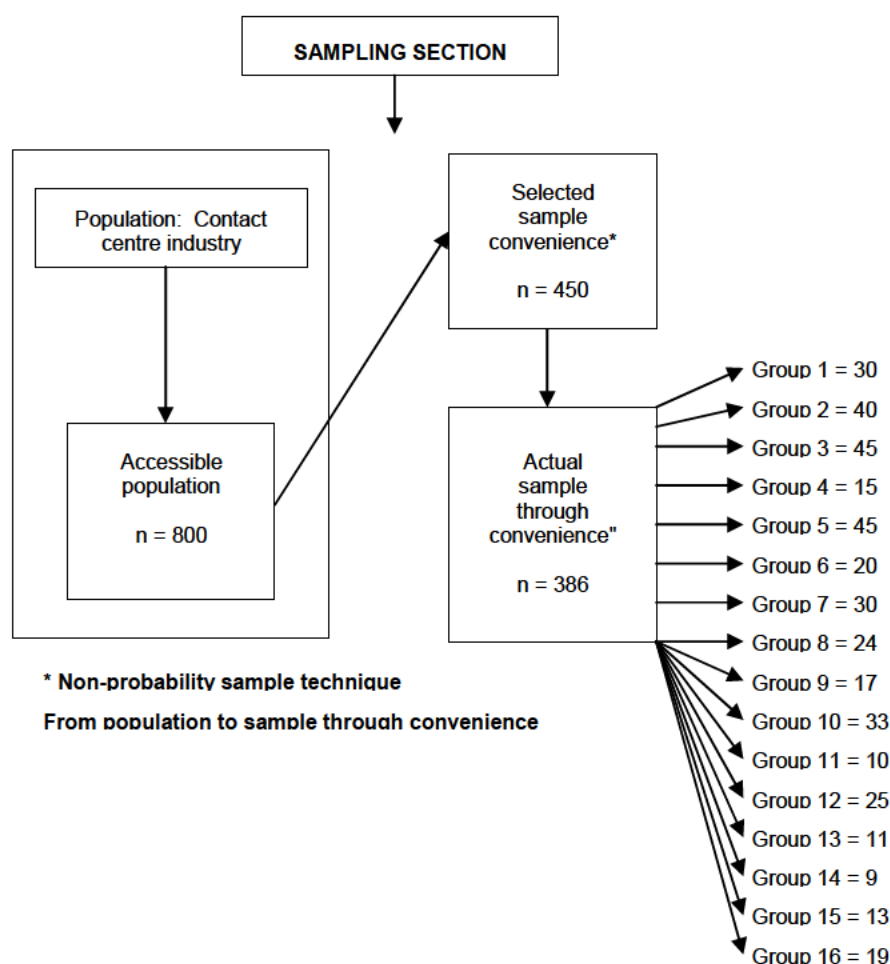 SAMPLING SECTION
Population:  Contact
centre industry
Accessible
population
n = 800
Selected
sample
convenience*
n = 450
Actual
sample
through
convenience"
n = 386
Group 1 = 30
Group 2 = 40
Group 3 = 45
Group 4 = 15
Group 5 = 45
Group 6 = 20
Group 7 = 30
Group 8 = 24
Group 9 = 17
Group 10 = 33
Group 11 = 10
Group 12 = 25
Group 13 = 11
Group 14 = 9
Group 15 = 13
Group 16 = 19
* Non-probability sample technique
From population to sample through convenience